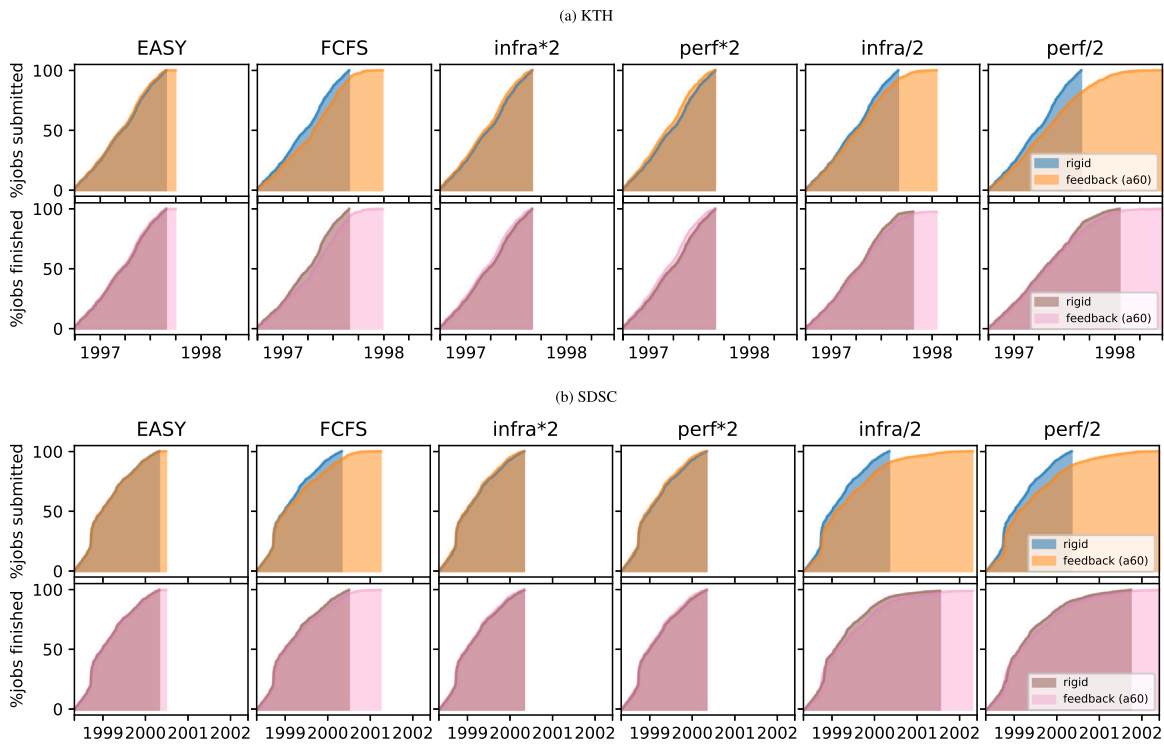 (a) KTH
EASY FCFS infra*2 perf*2 infra/2 perf/2
%jobs submitted
100
50
0
rigid
feedback (a60)
%jobs finished
100
50
0
rigid
feedback (a60)
1997 1998 1997 1998 1997 1998 1997 1998 1997 1998 1997 1998
(b) SDSC
EASY FCFS infra*2 perf*2 infra/2 perf/2
%jobs submitted
100
50
0
rigid
feedback (a60)
%jobs finished
100
50
0
rigid
feedback (a60)
1999 2000 2001 2002 1999 2000 2001 2002 1999 2000 2001 2002 1999 2000 2001 2002 1999 2000 2001 2002 1999 2000 2001 2002